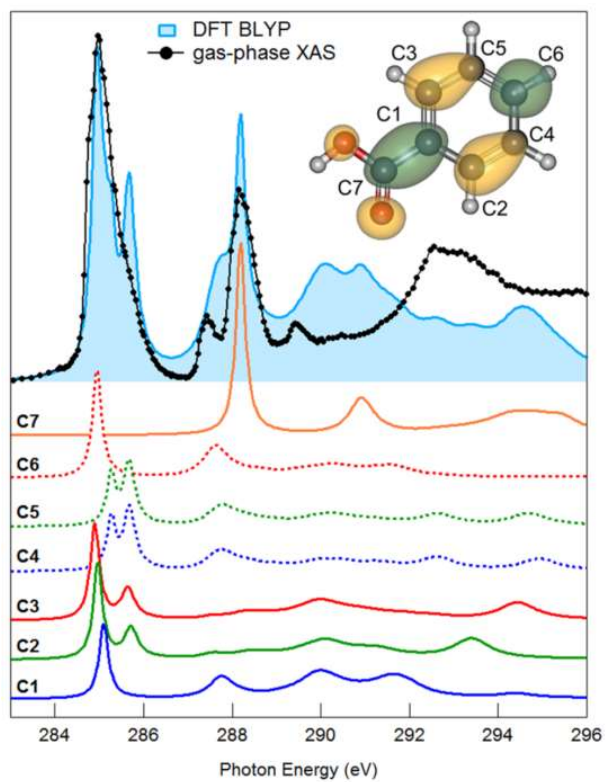 DFT BLYP
gas-phase XAS
C3
C5
C6
C1
C4
C7
C2
C7
C6
C5
C4
C3
C2
C1
284 286 288 290 292 294 296
Photon Energy (eV)